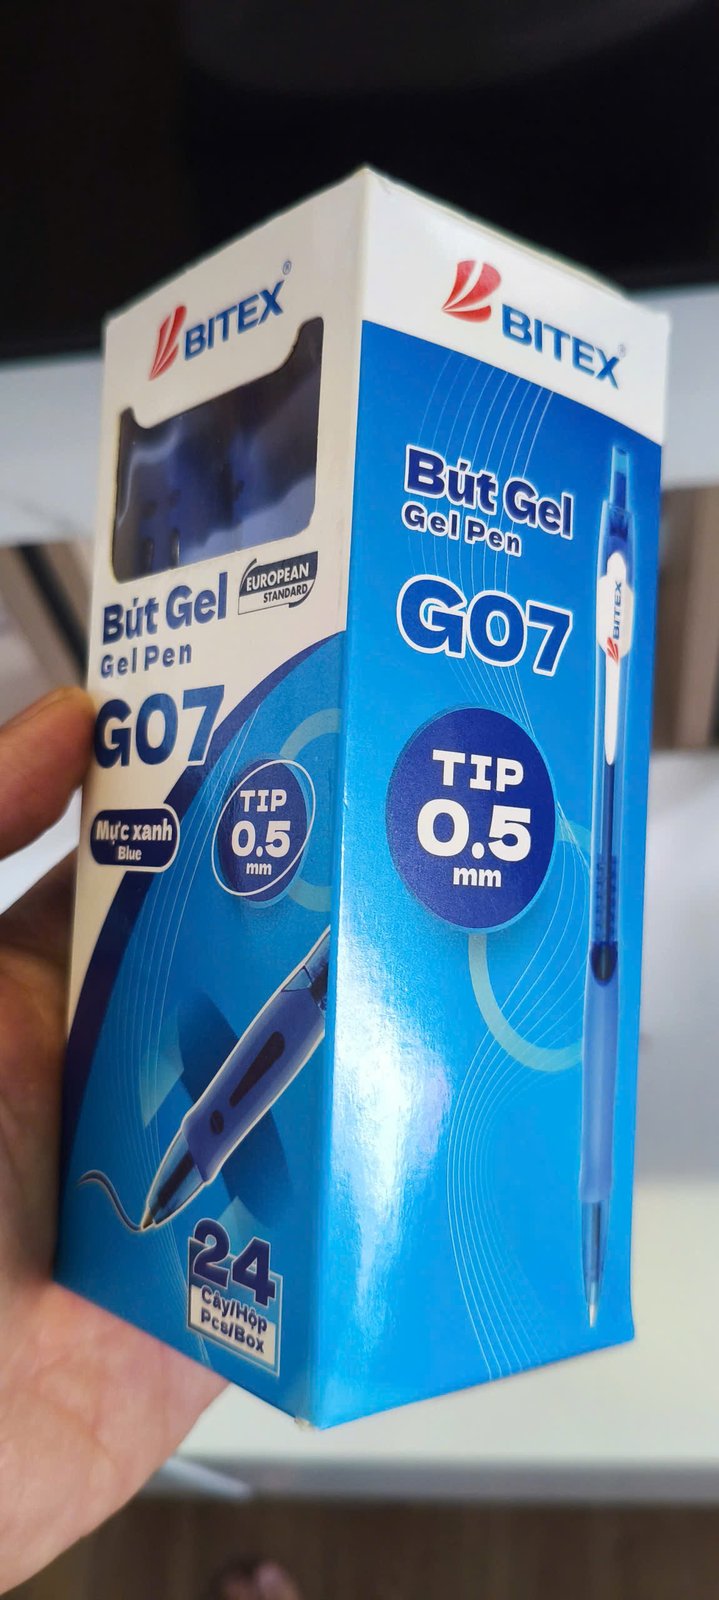 BITEX®
EUROPEAN
STANDARD
Bút Gel
Gel Pen
G07
Mực xanh
Blue
TIP
0.5
mm
24
Cây/Hộp
Pcs/Box
BITEX®
Bút Gel
Gel Pen
G07
TIP
0.5
mm
BITEX